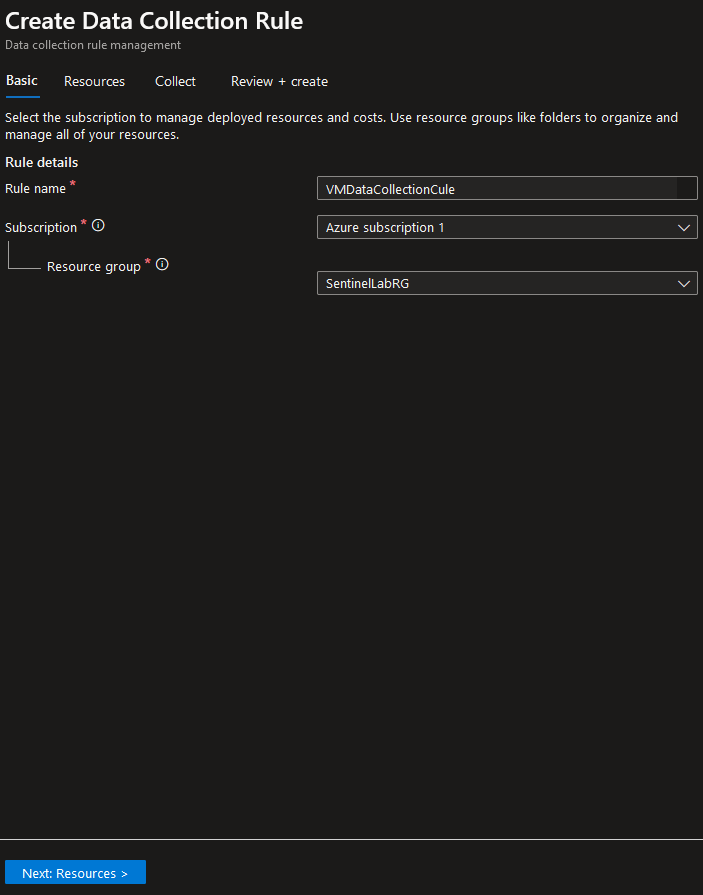 Create Data Collection Rule
Data collection rule management
Basic Resources Collect Review + create
Select the subscription to manage deployed resources and costs. Use resource groups like folders to organize and
manage all of your resources.
Rule details
Rule name * VMDataCollectionCule
Subscription * Azure subscription 1
Resource group *
SentinelLabRG
Next: Resources >